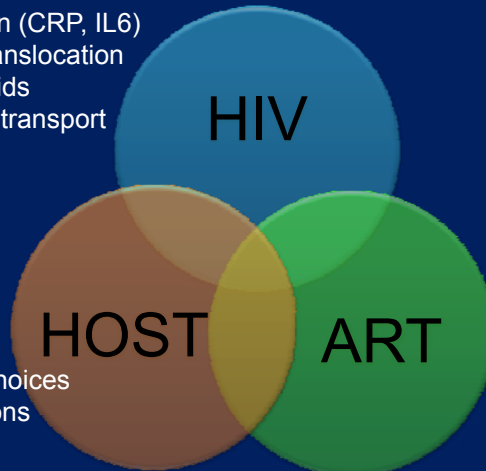 n (CRP, IL6)
anslocation
ids
transport
HIV
HOST
ART
hoices
ons